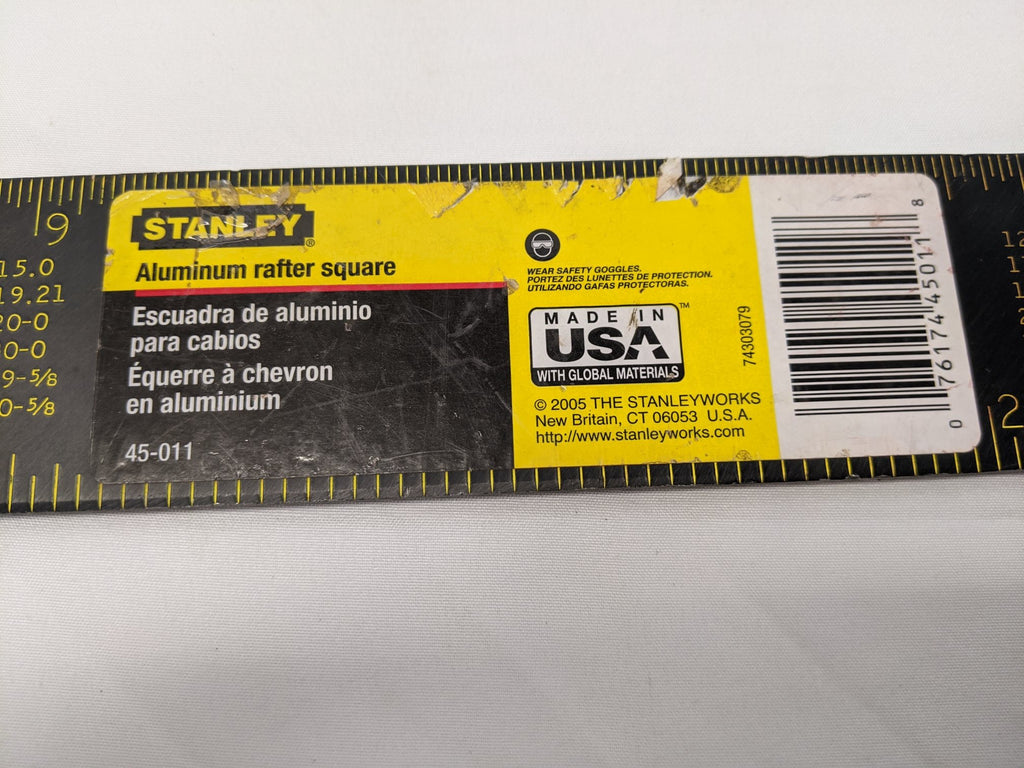 9
15.0
19.21
20-0
0-0
9-5/8
0-5/8
STANLEY®
Aluminum rafter square
Escuadra de aluminio
para cabios
Équerre à chevron
en aluminium
45-011
WEAR SAFETY GOGGLES.
PORTEZ DES LUNETTES DE PROTECTION.
UTILIZANDO GAFAS PROTECTORAS.
MADE IN
USA
WITH GLOBAL MATERIALS
™
74303079
© 2005 THE STANLEYWORKS
New Britain, CT 06053 U.S.A.
http://www.stanleyworks.com
0 76174 45011 8
12
1
2